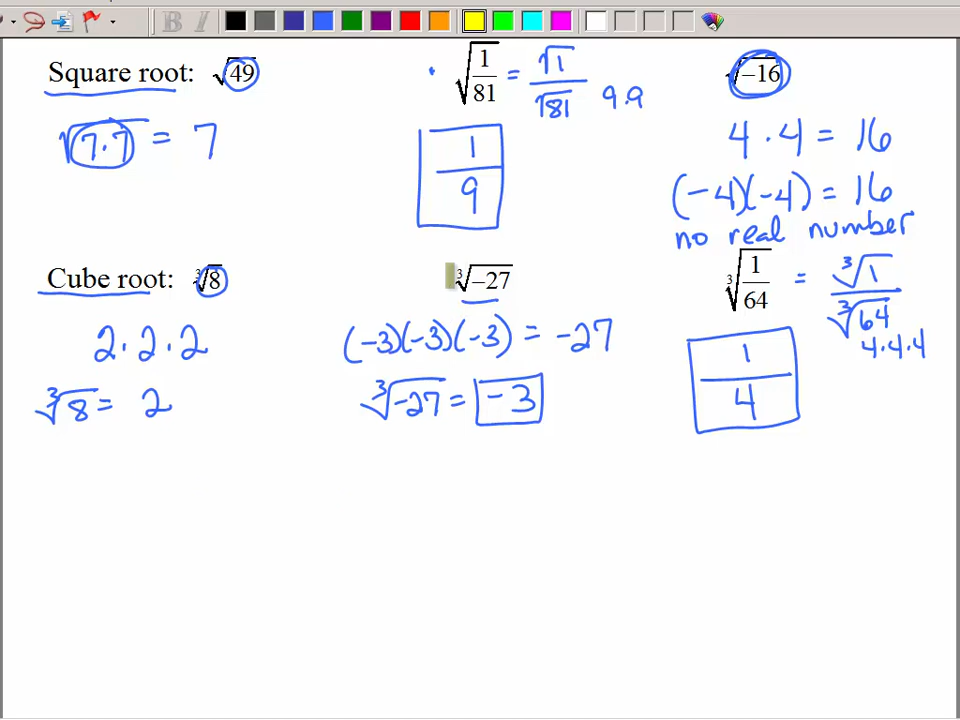 B I U
Square root: √49
√(7·7) = 7
· √(1/81) = √1/√81 9·9
1/9
√−16
4 · 4 = 16
(−4)(−4) = 16
no real number
Cube root: ∛8
2·2·2
∛8 = 2
∛−27
(−3)(−3)(−3) = −27
∛−27 = −3
∛(1/64) = ∛1/∛64
4·4·4
1/4